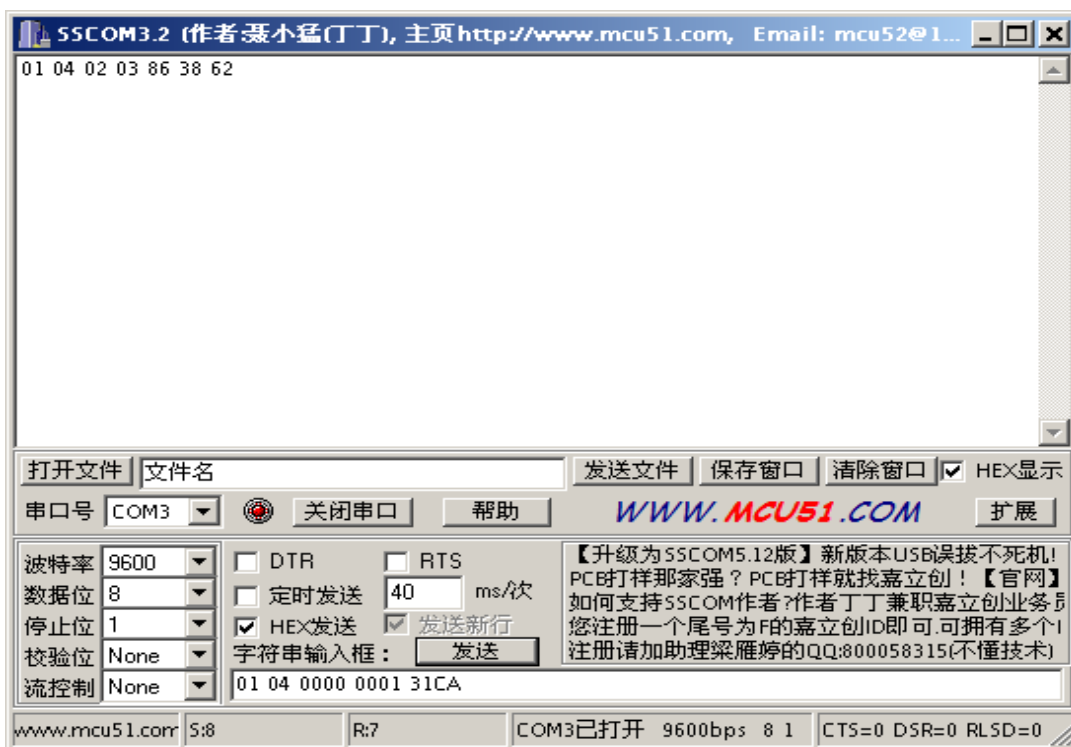 SSCOM3.2 (作者:聂小猛(丁丁), 主页http://www.mcu51.com,  Email: mcu52@1...
01 04 02 03 86 38 62
打开文件 文件名 发送文件 保存窗口 清除窗口 HEX显示
串口号 COM3 关闭串口 帮助 WWW.MCU51.COM 扩展
波特率 9600 DTR RTS 【升级为SSCOM5.12版】新版本USB误拔不死机!
数据位 8 定时发送 40 ms/次 PCB打样那家强?PCB打样就找嘉立创!【官网】
停止位 1 HEX发送 发送新行 如何支持SSCOM作者?作者丁丁兼职嘉立创业务员
校验位 None 字符串输入框: 发送 您注册一个尾号为F的嘉立创ID即可.可拥有多个I
流控制 None 01 04 0000 0001 31CA 注册请加助理梁雁婷的QQ:800058315(不懂技术)
www.mcu51.com S:8 R:7 COM3已打开 9600bps 8 1 CTS=0 DSR=0 RLSD=0